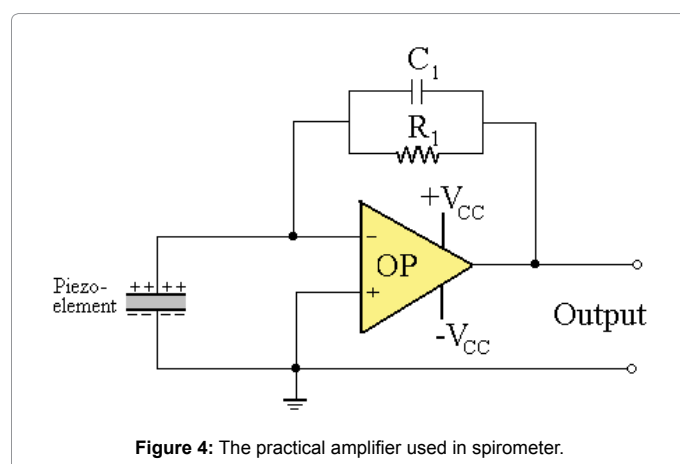 C1
R1
+VCC
−
OP
+
Piezo-
element
++ ++
-VCC
Output
Figure 4: The practical amplifier used in spirometer.